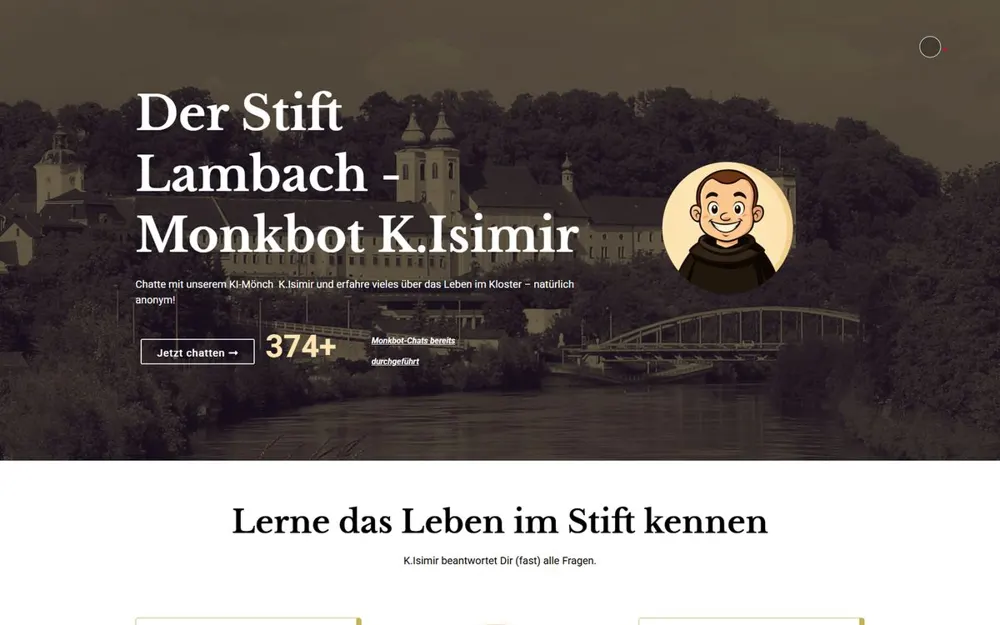 Der Stift
Lambach -
Monkbot K.Isimir
Chatte mit unserem KI-Mönch  K.Isimir und erfahre vieles über das Leben im Kloster – natürlich
anonym!
Jetzt chatten →
374+
Monkbot-Chats bereits
durchgeführt
Lerne das Leben im Stift kennen
K.Isimir beantwortet Dir (fast) alle Fragen.